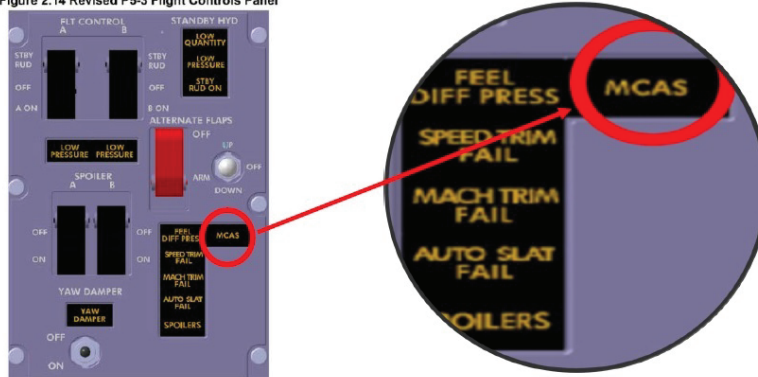 Figure 2.14 Revised P5-3 Flight Controls Panel
FLT CONTROL
A B
STBY
RUD
OFF
A ON
STBY
RUD
OFF
B ON
STANDBY HYD
LOW
QUANTITY
LOW
PRESSURE
STBY
RUD ON
ALTERNATE FLAPS
OFF
ARM
UP
OFF
DOWN
LOW
PRESSURE
LOW
PRESSURE
SPOILER
A B
OFF
ON
OFF
ON
FEEL
DIFF PRESS
MCAS
SPEED TRIM
FAIL
MACH TRIM
FAIL
AUTO SLAT
FAIL
SPOILERS
YAW DAMPER
YAW
DAMPER
OFF
ON
FEEL
DIFF PRESS
MCAS
SPEED TRIM
FAIL
MACH TRIM
FAIL
AUTO SLAT
FAIL
POILERS